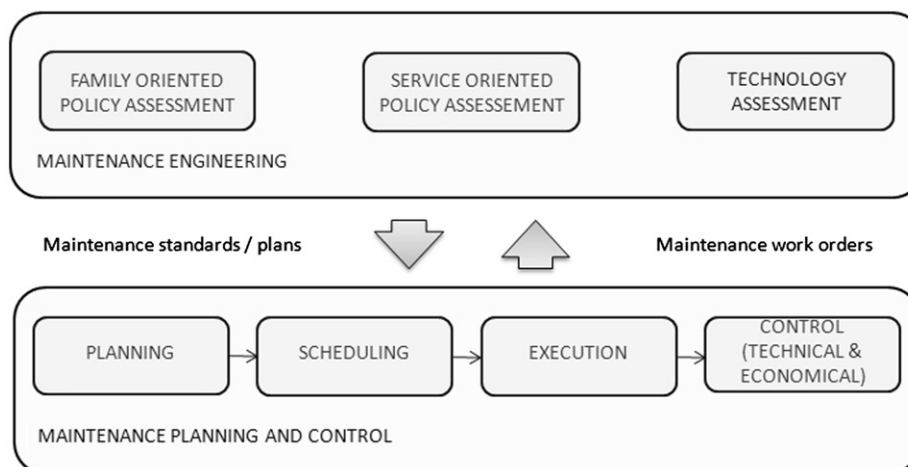 FAMILY ORIENTED
POLICY ASSESSMENT
SERVICE ORIENTED
POLICY ASSESSEMENT
TECHNOLOGY
ASSESSMENT
MAINTENANCE ENGINEERING
Maintenance standards / plans
Maintenance work orders
PLANNING
SCHEDULING
EXECUTION
CONTROL
(TECHNICAL &
ECONOMICAL)
MAINTENANCE PLANNING AND CONTROL